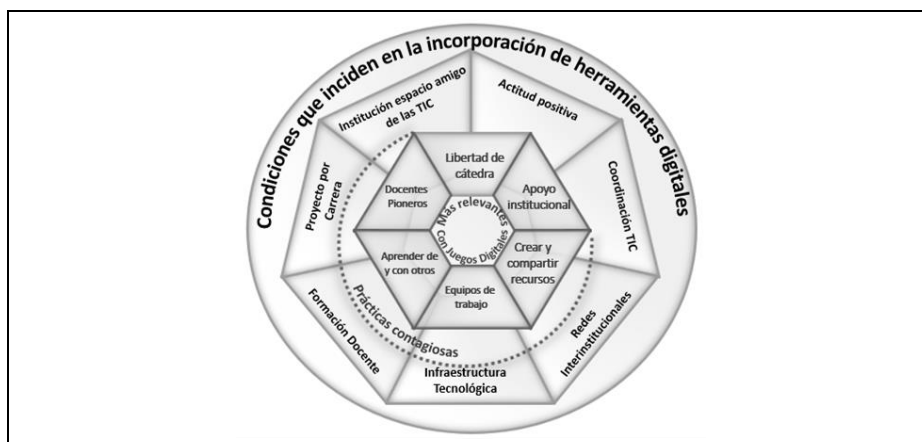 Condiciones que inciden en la incorporación de herramientas digitales
Institución espacio amigo
de las TIC
Actitud positiva
Coordinación TIC
Redes
Interinstitucionales
Infraestructura
Tecnológica
Formación Docente
Proyecto por
Carrera
Prácticas contagiosas
Libertad de
cátedra
Apoyo
institucional
Crear y
compartir
recursos
Equipos de
trabajo
Aprender de
y con otros
Docentes
Pioneros
Más relevantes
Con Juegos Digitales